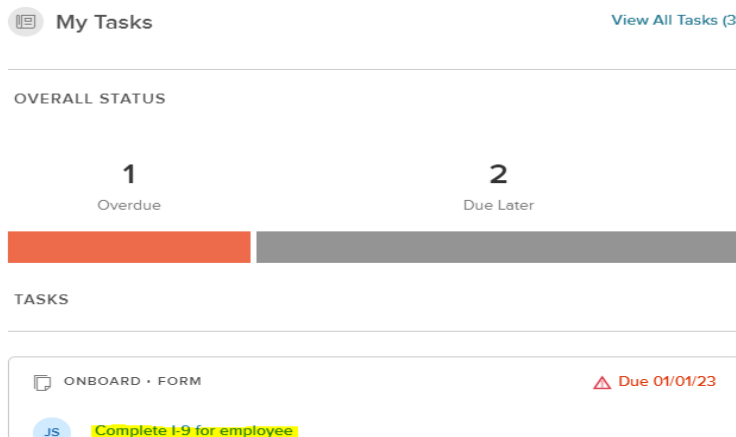 My Tasks
View All Tasks (3
OVERALL STATUS
1
2
Overdue
Due Later
TASKS
ONBOARD • FORM
Due 01/01/23
JS
Complete I-9 for employee